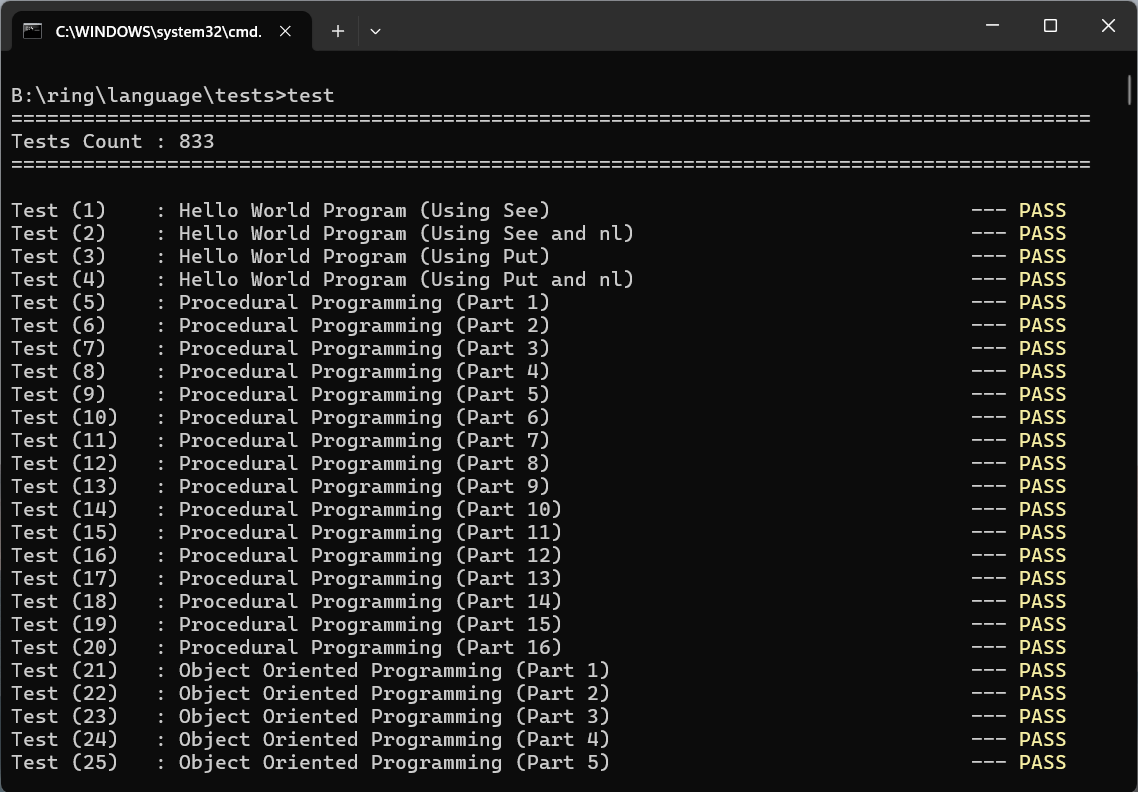 C:\WINDOWS\system32\cmd.
B:\ring\language\tests>test
==========================================================================================
Tests Count : 833
==========================================================================================
Test (1)    : Hello World Program (Using See)                                   --- PASS
Test (2)    : Hello World Program (Using See and nl)                            --- PASS
Test (3)    : Hello World Program (Using Put)                                   --- PASS
Test (4)    : Hello World Program (Using Put and nl)                            --- PASS
Test (5)    : Procedural Programming (Part 1)                                   --- PASS
Test (6)    : Procedural Programming (Part 2)                                   --- PASS
Test (7)    : Procedural Programming (Part 3)                                   --- PASS
Test (8)    : Procedural Programming (Part 4)                                   --- PASS
Test (9)    : Procedural Programming (Part 5)                                   --- PASS
Test (10)   : Procedural Programming (Part 6)                                   --- PASS
Test (11)   : Procedural Programming (Part 7)                                   --- PASS
Test (12)   : Procedural Programming (Part 8)                                   --- PASS
Test (13)   : Procedural Programming (Part 9)                                   --- PASS
Test (14)   : Procedural Programming (Part 10)                                  --- PASS
Test (15)   : Procedural Programming (Part 11)                                  --- PASS
Test (16)   : Procedural Programming (Part 12)                                  --- PASS
Test (17)   : Procedural Programming (Part 13)                                  --- PASS
Test (18)   : Procedural Programming (Part 14)                                  --- PASS
Test (19)   : Procedural Programming (Part 15)                                  --- PASS
Test (20)   : Procedural Programming (Part 16)                                  --- PASS
Test (21)   : Object Oriented Programming (Part 1)                              --- PASS
Test (22)   : Object Oriented Programming (Part 2)                              --- PASS
Test (23)   : Object Oriented Programming (Part 3)                              --- PASS
Test (24)   : Object Oriented Programming (Part 4)                              --- PASS
Test (25)   : Object Oriented Programming (Part 5)                              --- PASS